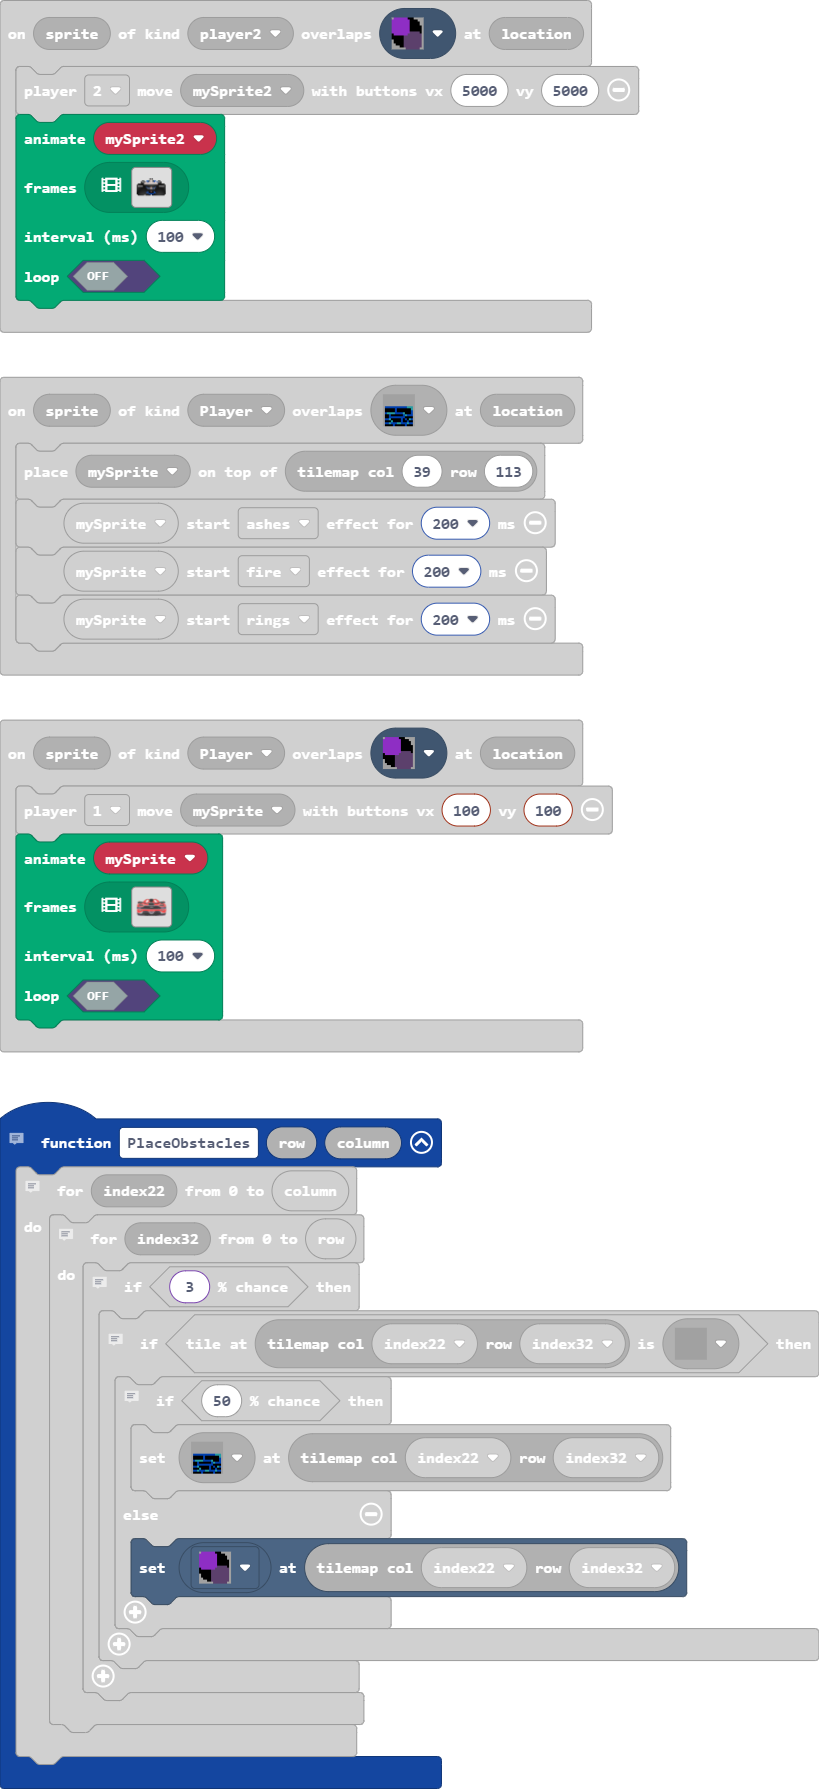 on sprite of kind player2 overlaps at location
player 2 move mySprite2 with buttons vx 5000 vy 5000
animate mySprite2
frames
interval (ms) 100
loop OFF
on sprite of kind Player overlaps at location
place mySprite on top of tilemap col 39 row 113
mySprite start ashes effect for 200 ms
mySprite start fire effect for 200 ms
mySprite start rings effect for 200 ms
on sprite of kind Player overlaps at location
player 1 move mySprite with buttons vx 100 vy 100
animate mySprite
frames
interval (ms) 100
loop OFF
function PlaceObstacles row column
for index22 from 0 to column
do
for index32 from 0 to row
do
if 3 % chance then
if tile at tilemap col index22 row index32 is then
if 50 % chance then
set at tilemap col index22 row index32
else
set at tilemap col index22 row index32